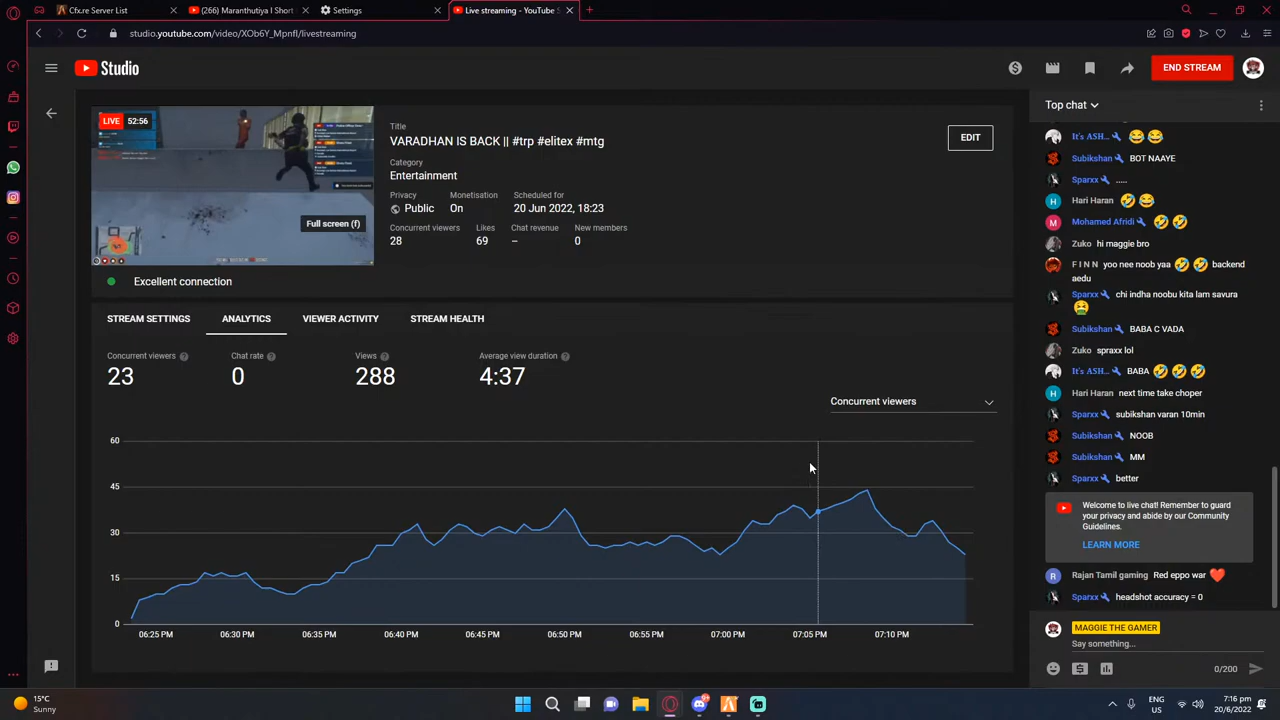 Cfx.re Server List
(266) Maranthutiya I Short
Settings
Live streaming - YouTube S
studio.youtube.com/video/XOb6Y_Mpnfl/livestreaming
Studio
END STREAM
LIVE 52:56
Full screen (f)
Title
VARADHAN IS BACK || #trp #elitex #mtg
EDIT
Category
Entertainment
Privacy Monetisation Scheduled for
Public On 20 Jun 2022, 18:23
Concurrent viewers Likes Chat revenue New members
28 69 – 0
Excellent connection
STREAM SETTINGS ANALYTICS VIEWER ACTIVITY STREAM HEALTH
Concurrent viewers Chat rate Views Average view duration
23 0 288 4:37
Concurrent viewers
60
45
30
15
0
06:25 PM 06:30 PM 06:35 PM 06:40 PM 06:45 PM 06:50 PM 06:55 PM 07:00 PM 07:05 PM 07:10 PM
Top chat
It's ASH... 😂😂
Subikshan BOT NAAYE
Sparxx .....
Hari Haran 🤣😂
Mohamed Afridi 🤣🤣
Zuko hi maggie bro
F I N N yoo nee noob yaa 🤣🤣 backend
aedu
Sparxx chi indha noobu kita lam savura
🤮
Subikshan BABA C VADA
Zuko spraxx lol
It's ASH... BABA 🤣🤣🤣
Hari Haran next time take choper
Sparxx subikshan varan 10min
Subikshan NOOB
Subikshan MM
Sparxx better
Welcome to live chat! Remember to guard
your privacy and abide by our Community
Guidelines.
LEARN MORE
Rajan Tamil gaming Red eppo war ❤️
Sparxx headshot accuracy = 0
MAGGIE THE GAMER
Say something...
0/200
15°C
Sunny
ENG
US
7:16 pm
20/6/2022